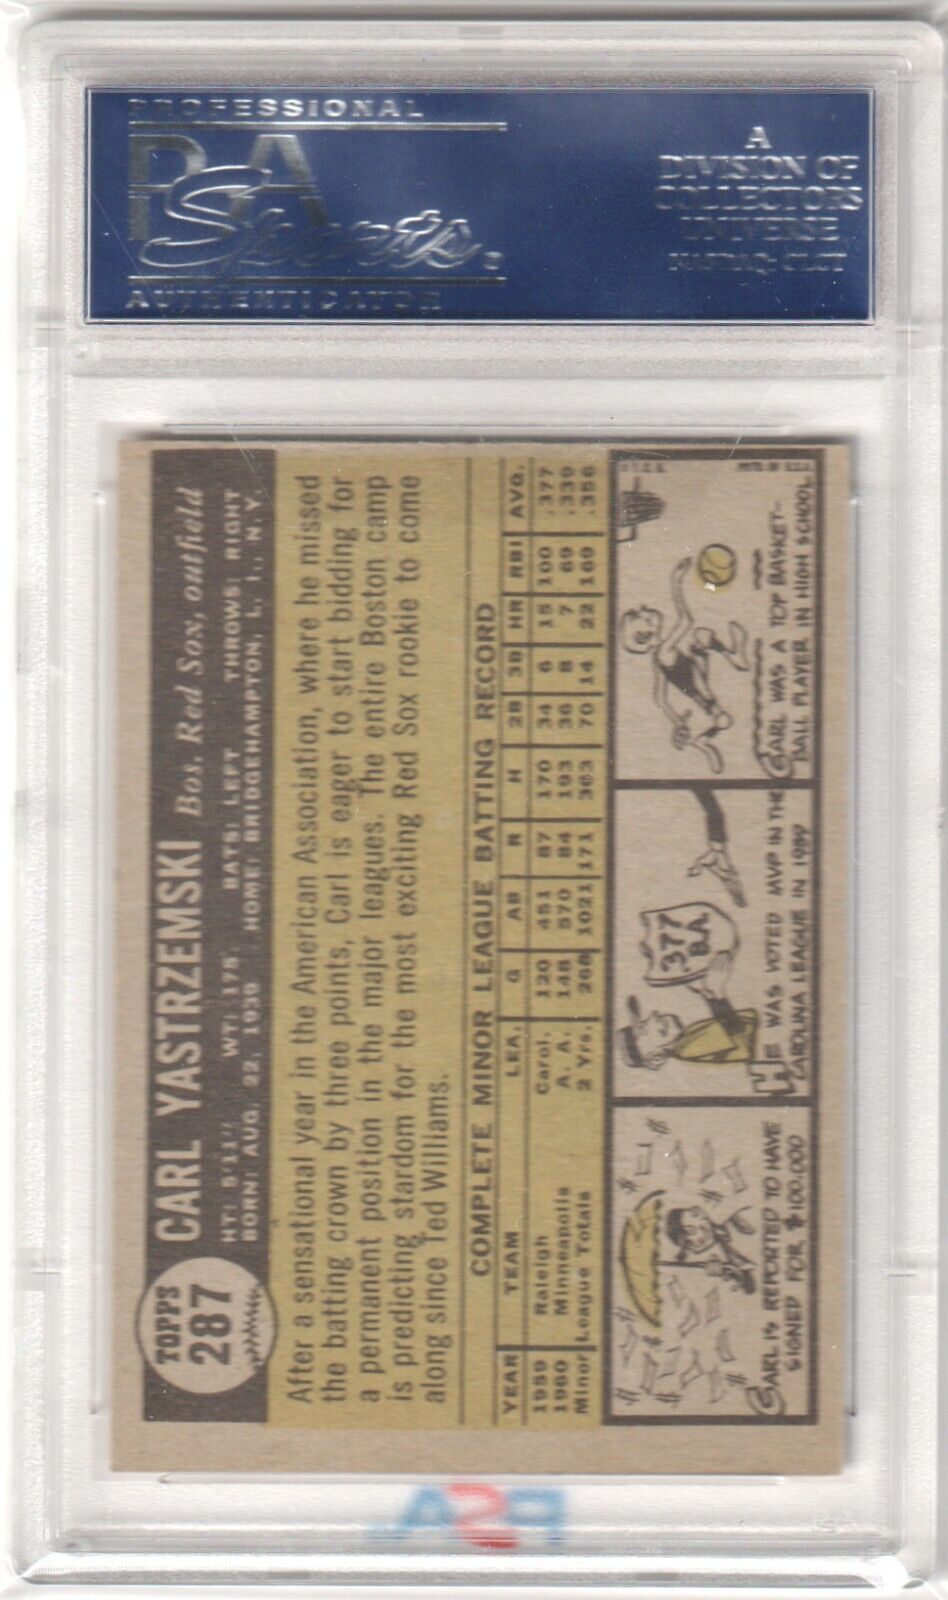 PROFESSIONAL
PSA
Sports
AUTHENTICATOR
A
DIVISION OF
COLLECTORS
UNIVERSE
NASDAQ: CLCT
TOPPS
287
CARL YASTRZEMSKI Bos. Red Sox, outfield
HT: 5'11" WT: 175 BATS: LEFT THROWS: RIGHT
BORN: AUG. 22, 1939 HOME: BRIDGEHAMPTON, L. I., N. Y.
After a sensational year in the American Association, where he missed
the batting crown by three points, Carl is eager to start bidding for
a permanent position in the major leagues. The entire Boston camp
is predicting stardom for the most exciting Red Sox rookie to come
along since Ted Williams.
COMPLETE MINOR LEAGUE BATTING RECORD
YEAR TEAM LEA. G AB R H 2B 3B HR RBI AVG.
1959 Raleigh Carol. 120 451 87 170 34 6 15 100 .377
1960 Minneapolis A. A. 148 570 84 193 36 8 7 69 .339
Minor League Totals 2 Yrs. 268 1021 171 363 70 14 22 169 .356
$ $ $ $
CARL IS REPORTED TO HAVE
SIGNED FOR $100,000
.377
B.A.
HE WAS VOTED MVP IN THE
CAROLINA LEAGUE IN 1959
CARL WAS A TOP BASKET-
BALL PLAYER IN HIGH SCHOOL
© T.C.G. PRTD. IN U.S.A.
PSA